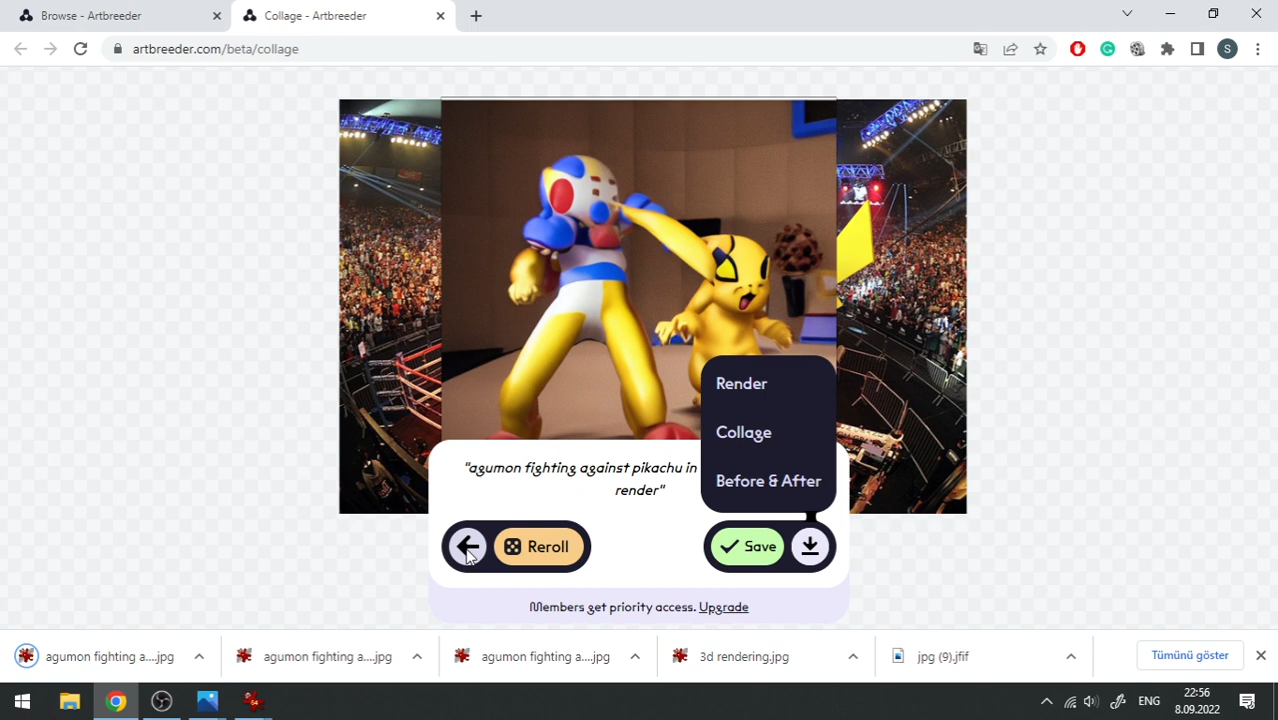 Browse - Artbreeder
Collage - Artbreeder
artbreeder.com/beta/collage
S
Render
Collage
Before & After
"agumon fighting against pikachu in
render"
Reroll
Save
Members get priority access. Upgrade
agumon fighting a....jpg
agumon fighting a....jpg
agumon fighting a....jpg
3d rendering.jpg
jpg (9).jfif
Tümünü göster
64
ENG
22:56
8.09.2022